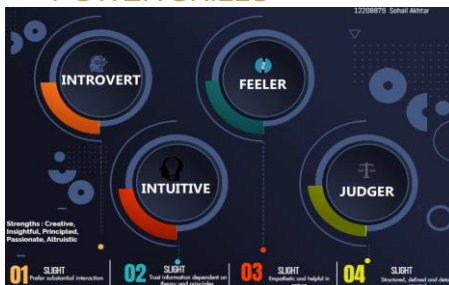 12208879 Sohail Akhtar
INTROVERT
FEELER
INTUITIVE
JUDGER
Strengths : Creative,
Insightful, Principled,
Passionate, Altruistic
01 SLIGHT
Prefer substantial interaction
02 SLIGHT
Trust Information dependent on
theory and principles
03 SLIGHT
Empathetic and helpful in
04 SLIGHT
Structured, defined and